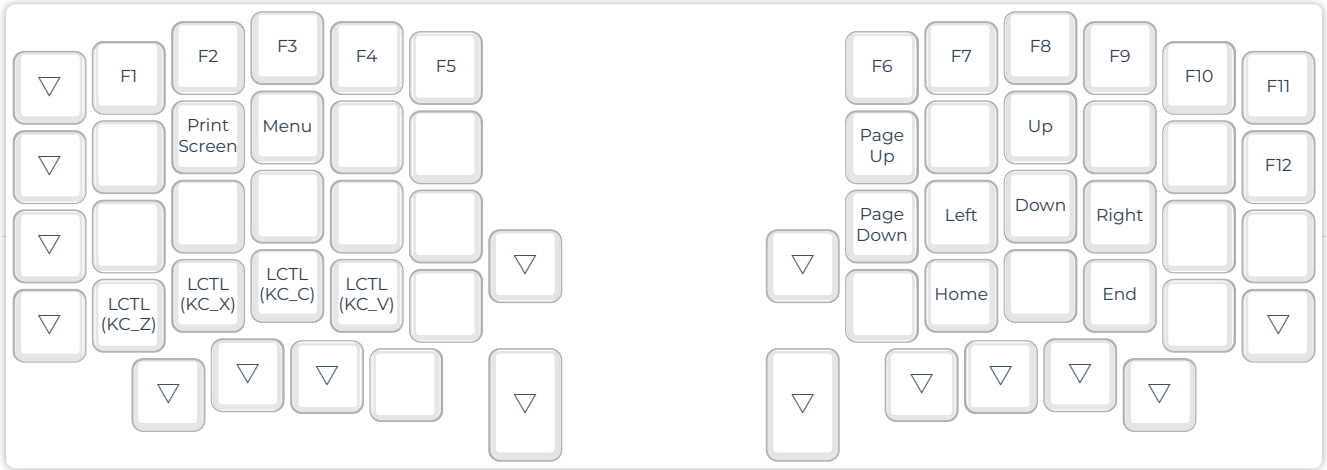 F1
F2
F3
F4
F5
F6
F7
F8
F9
F10
F11
Print
Screen
Menu
Page
Up
Up
F12
Page
Down
Left
Down
Right
LCTL
(KC_Z)
LCTL
(KC_X)
LCTL
(KC_C)
LCTL
(KC_V)
Home
End